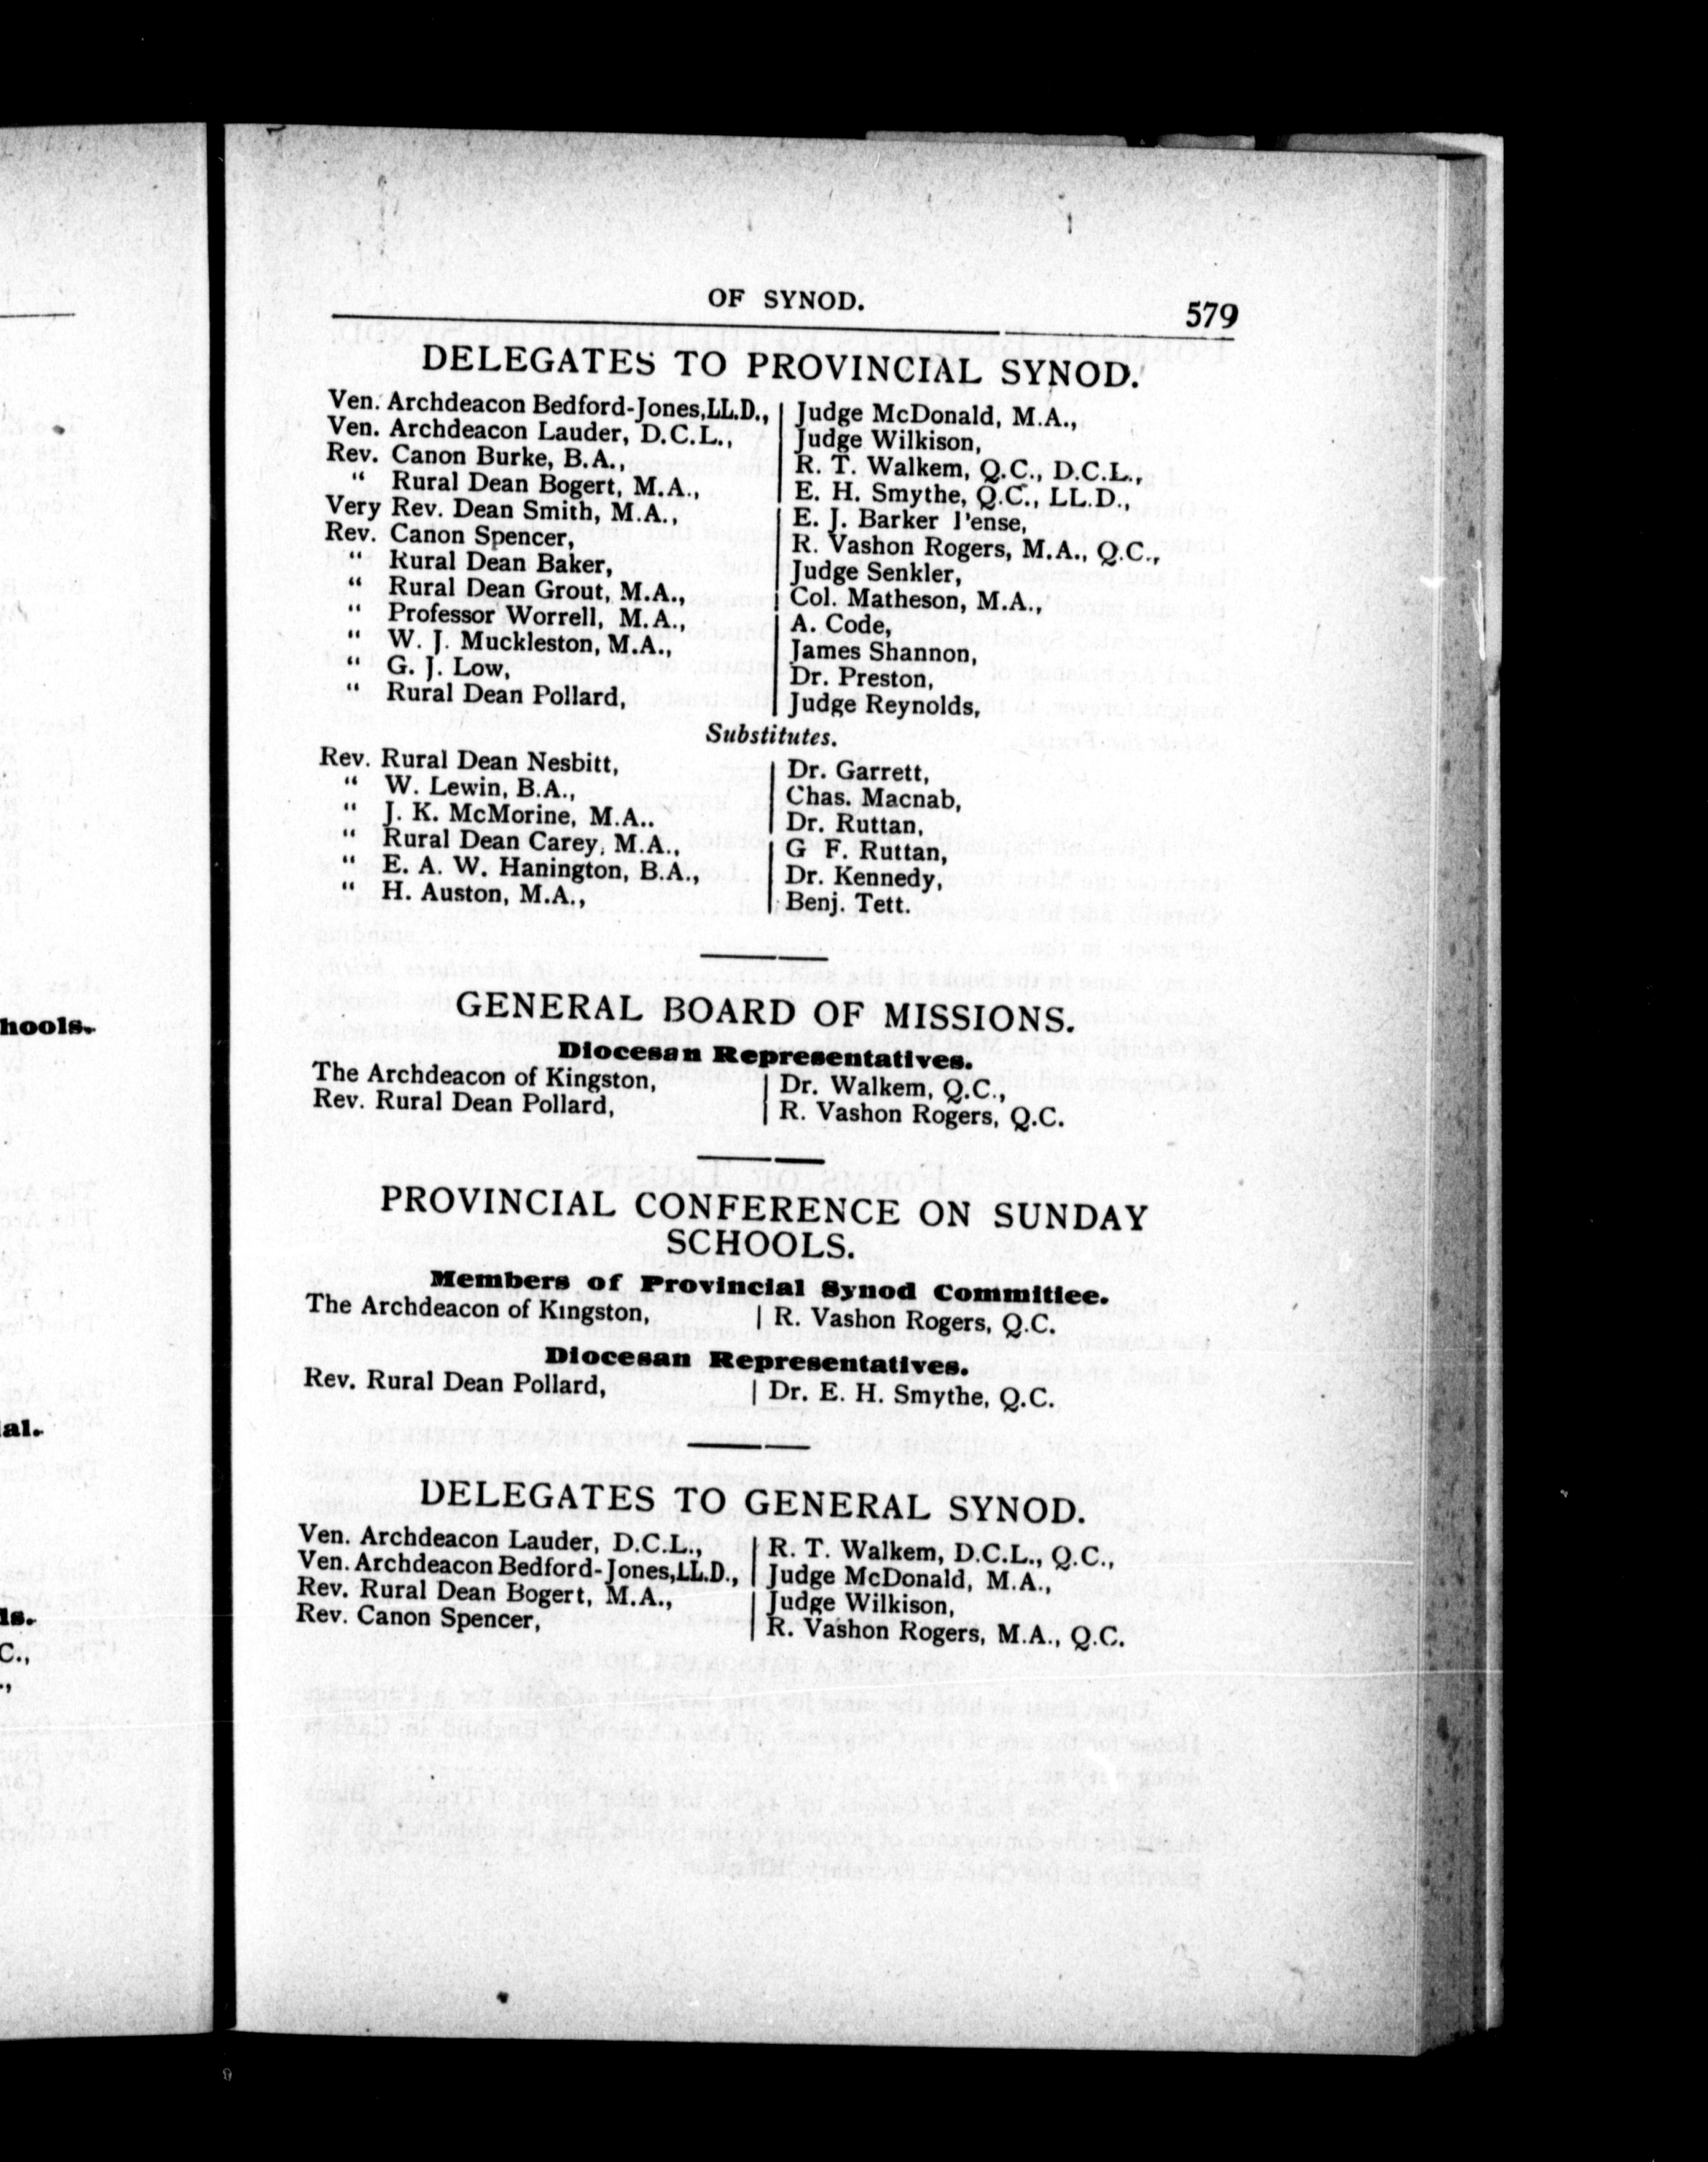 OF SYNOD. 579
DELEGATES TO PROVINCIAL SYNOD.
Ven. Archdeacon Bedford-Jones, LL.D., | Judge McDonald, M.A.,
Ven. Archdeacon Lauder, D.C.L., | Judge Wilkison,
Rev. Canon Burke, B.A., | R. T. Walkem, Q.C., D.C.L.,
“ Rural Dean Bogert, M.A., | E. H. Smythe, Q.C., LL.D.,
Very Rev. Dean Smith, M.A., | E. J. Barker Pense,
Rev. Canon Spencer, | R. Vashon Rogers, M.A., Q.C.,
“ Rural Dean Baker, | Judge Senkler,
“ Rural Dean Grout, M.A., | Col. Matheson, M.A.,
“ Professor Worrell, M.A., | A. Code,
“ W. J. Muckleston, M.A., | James Shannon,
“ G. J. Low, | Dr. Preston,
“ Rural Dean Pollard, | Judge Reynolds,
Substitutes.
Rev. Rural Dean Nesbitt, | Dr. Garrett,
“ W. Lewin, B.A., | Chas. Macnab,
“ J. K. McMorine, M.A.. | Dr. Ruttan,
“ Rural Dean Carey, M.A., | G F. Ruttan,
“ E. A. W. Hanington, B.A., | Dr. Kennedy,
“ H. Auston, M.A., | Benj. Tett.
GENERAL BOARD OF MISSIONS.
Diocesan Representatives.
The Archdeacon of Kingston, | Dr. Walkem, Q.C.,
Rev. Rural Dean Pollard, | R. Vashon Rogers, Q.C.
PROVINCIAL CONFERENCE ON SUNDAY
SCHOOLS.
Members of Provincial Synod Committee.
The Archdeacon of Kingston, | R. Vashon Rogers, Q.C.
Diocesan Representatives.
Rev. Rural Dean Pollard, | Dr. E. H. Smythe, Q.C.
DELEGATES TO GENERAL SYNOD.
Ven. Archdeacon Lauder, D.C.L., | R. T. Walkem, D.C.L., Q.C.,
Ven. Archdeacon Bedford-Jones, LL.D., | Judge McDonald, M.A.,
Rev. Rural Dean Bogert, M.A., | Judge Wilkison,
Rev. Canon Spencer, | R. Vashon Rogers, M.A., Q.C.